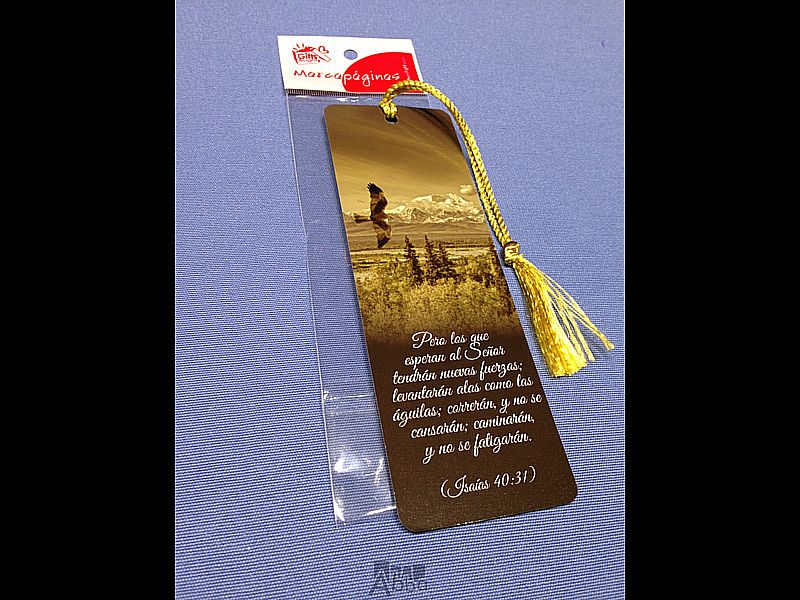 Gifts
Marcapáginas
Pero los que
esperan al Señor
tendrán nuevas fuerzas;
levantarán alas como las
águilas; correrán, y no se
cansarán; caminarán,
y no se fatigarán.
(Isaías 40:31)